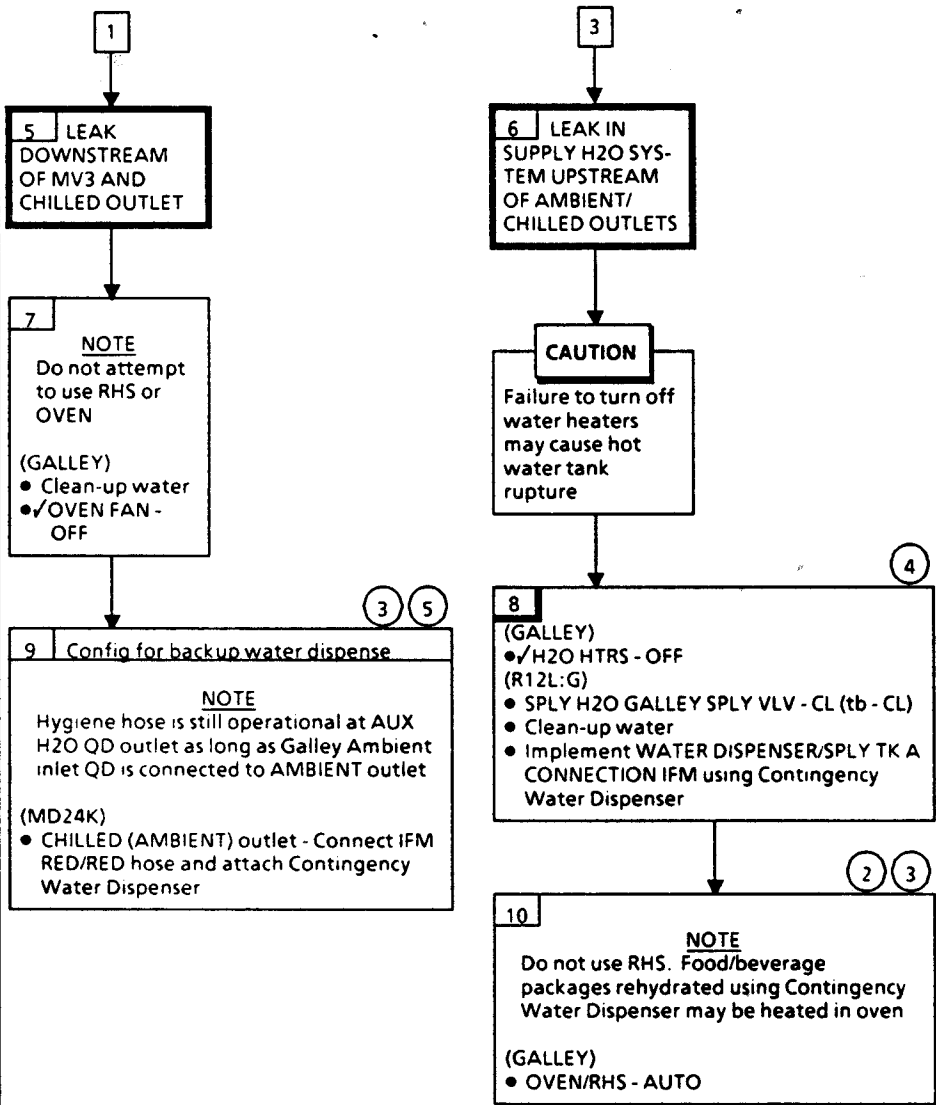 1
5 LEAK
DOWNSTREAM
OF MV3 AND
CHILLED OUTLET
7
NOTE
Do not attempt
to use RHS or
OVEN
(GALLEY)
• Clean-up water
•✓OVEN FAN -
OFF
3 5
9 Config for backup water dispense
NOTE
Hygiene hose is still operational at AUX
H2O QD outlet as long as Galley Ambient
inlet QD is connected to AMBIENT outlet
(MD24K)
• CHILLED (AMBIENT) outlet - Connect IFM
RED/RED hose and attach Contingency
Water Dispenser
3
6 LEAK IN
SUPPLY H2O SYS-
TEM UPSTREAM
OF AMBIENT/
CHILLED OUTLETS
CAUTION
Failure to turn off
water heaters
may cause hot
water tank
rupture
4
8
(GALLEY)
•✓H2O HTRS - OFF
(R12L:G)
• SPLY H2O GALLEY SPLY VLV - CL (tb - CL)
• Clean-up water
• Implement WATER DISPENSER/SPLY TK A
CONNECTION IFM using Contingency
Water Dispenser
2 3
10
NOTE
Do not use RHS. Food/beverage
packages rehydrated using Contingency
Water Dispenser may be heated in oven
(GALLEY)
• OVEN/RHS - AUTO